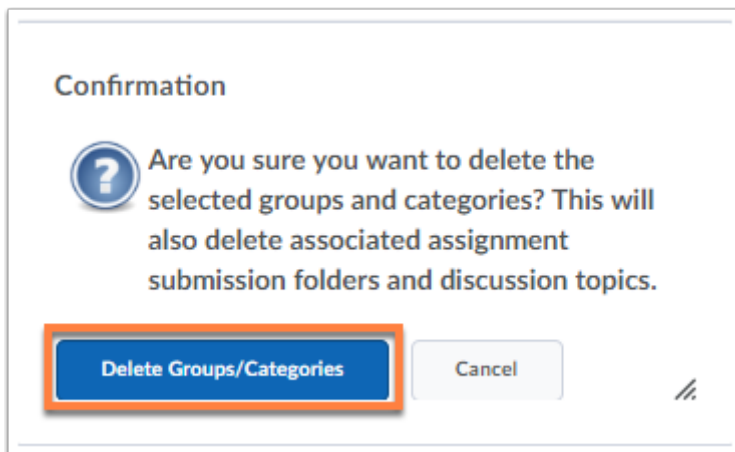 Confirmation
Are you sure you want to delete the
selected groups and categories? This will
also delete associated assignment
submission folders and discussion topics.
Delete Groups/Categories
Cancel